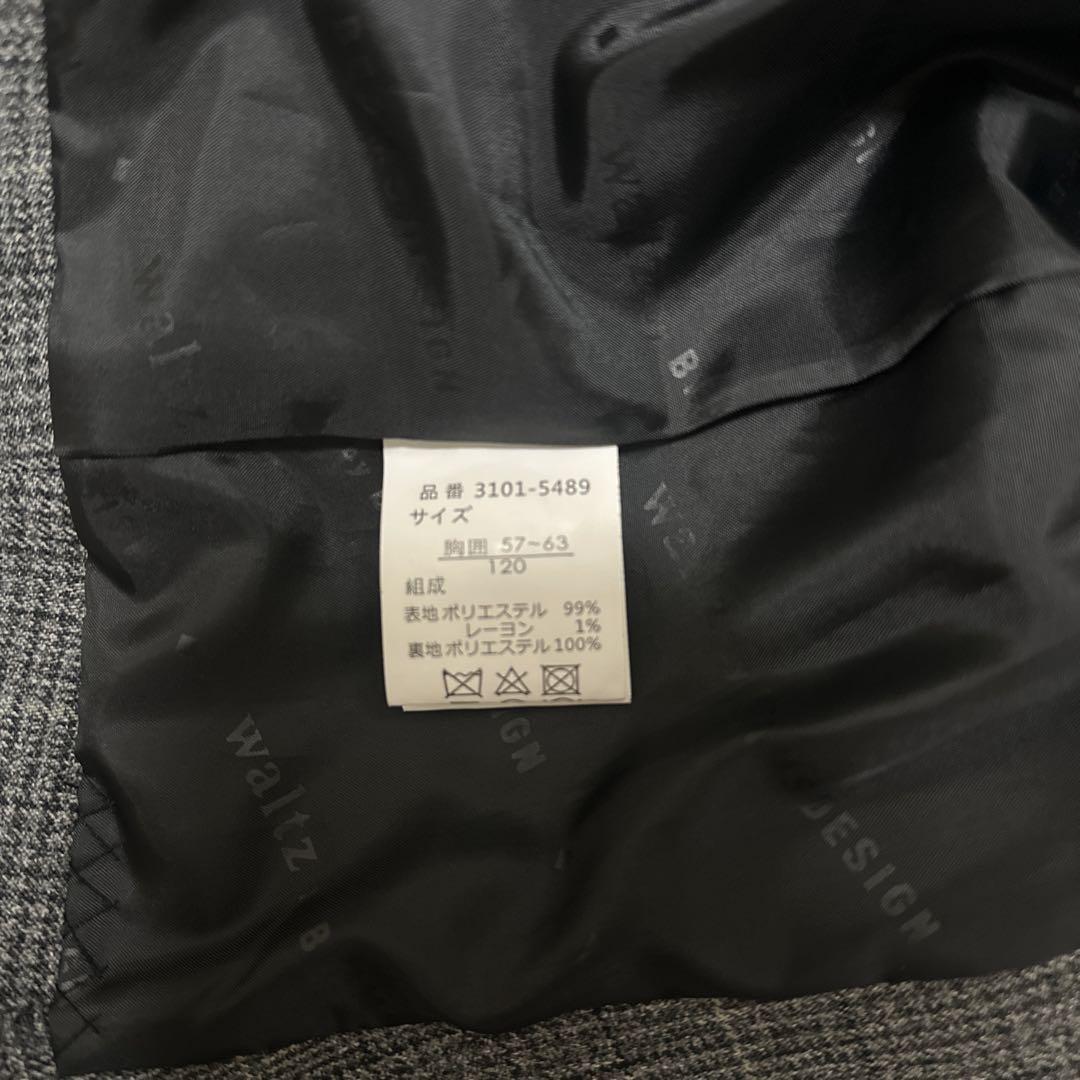 品番 3101-5489
サイズ
胸囲 57~63
120
組成
表地 ポリエステル 99%
レーヨン 1%
裏地 ポリエステル 100%
waltz B
DESIGN